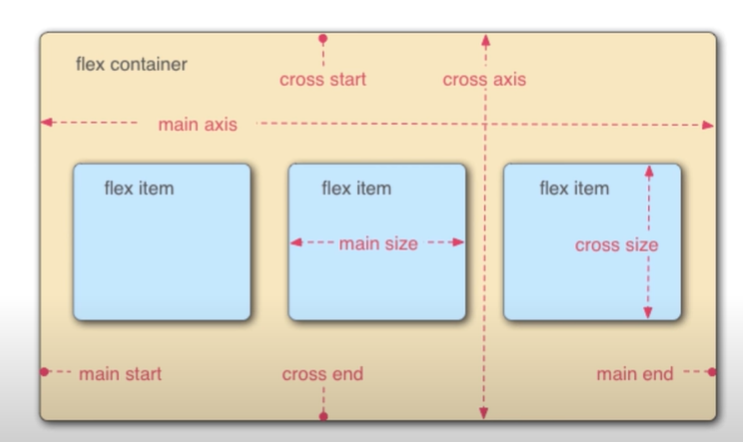 flex container
cross start
cross axis
main axis
flex item
flex item
flex item
main size
cross size
main start
cross end
main end